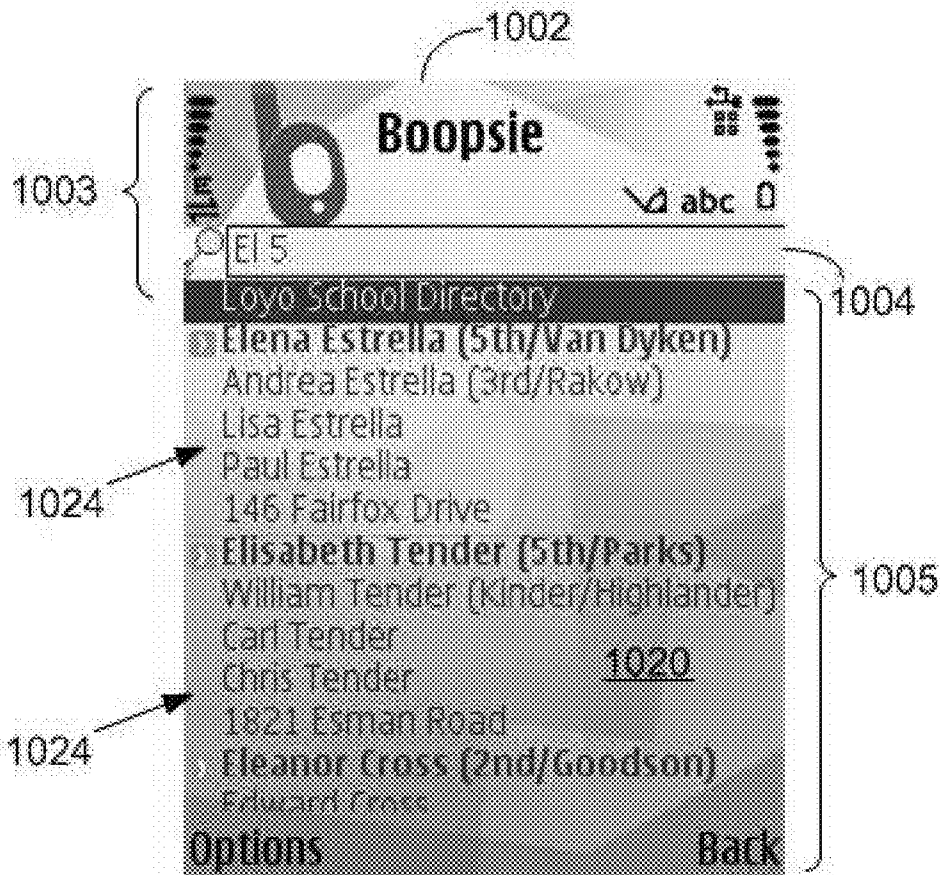 1002
1003
Boopsie
abc
El 5
1004
Loyo School Directory
Elena Estrella (5th/Van Dyken)
Andrea Estrella (3rd/Rakow)
Lisa Estrella
1024
Paul Estrella
146 Fairfox Drive
Elisabeth Tender (5th/Parks)
1005
William Tender (Kinder/Highlander)
Carl Tender
1020
Chris Tender
1024
1821 Esman Road
Eleanor Cross (2nd/Goodson)
Edward Cross
Options
Back